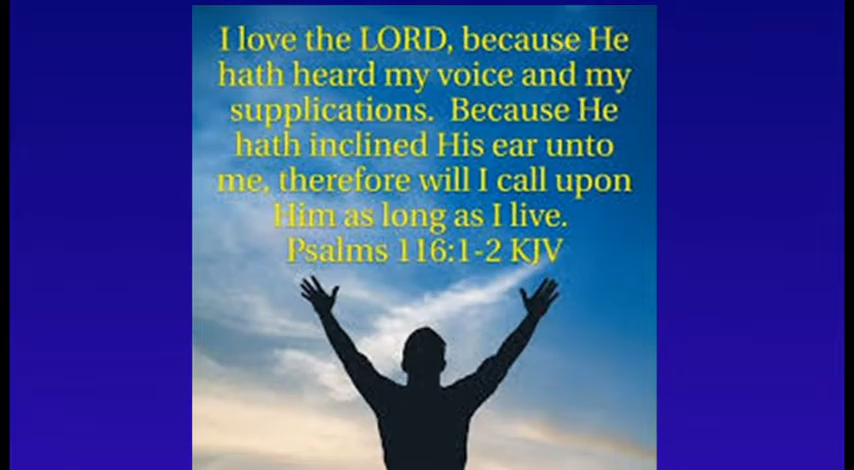 I love the LORD, because He
hath heard my voice and my
supplications. Because He
hath inclined His ear unto
me, therefore will I call upon
Him as long as I live.
Psalms 116:1-2 KJV